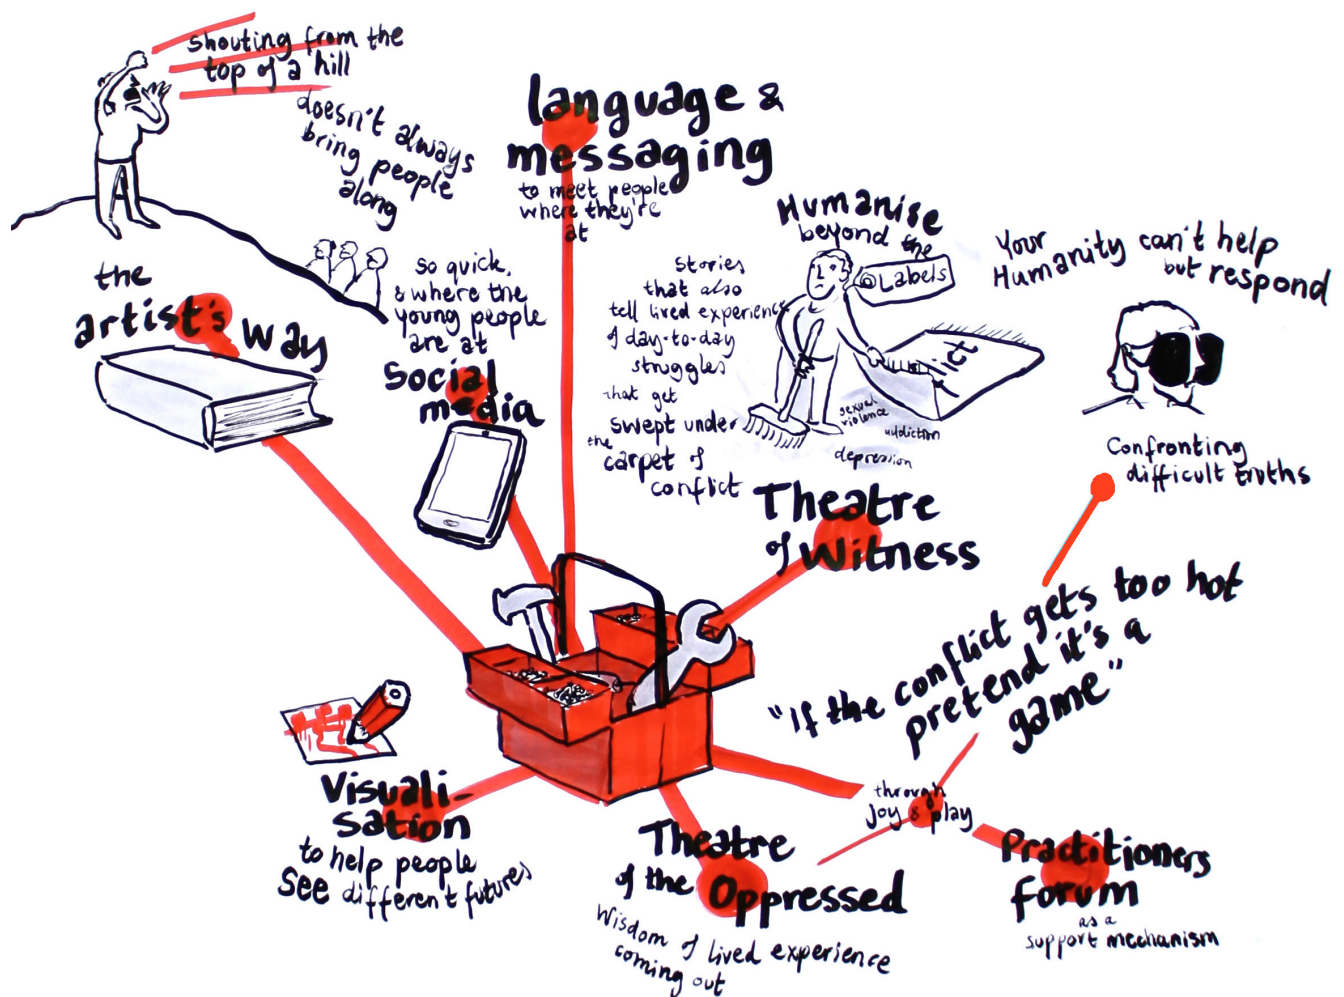 Shouting from the
top of a hill
doesn't always
bring people
along
language &
messaging
to meet people
where they're
at
the
artist's way
So quick,
& where the
young people
are at
Social
media
Stories
that also
tell lived experience
of day-to-day
struggles
that get
swept under
the
carpet of
conflict
Humanise
beyond the
Labels
sexual
violence
addiction
depression
Your
Humanity can't help
but respond
Confronting
difficult truths
Theatre
of Witness
"If the conflict gets too hot
pretend it's a
game"
through
Joy & play
Visuali-
sation
to help people
See different futures
Theatre
of the Oppressed
Wisdom of lived experience
coming out
Practitioners
forum
as a
support mechanism